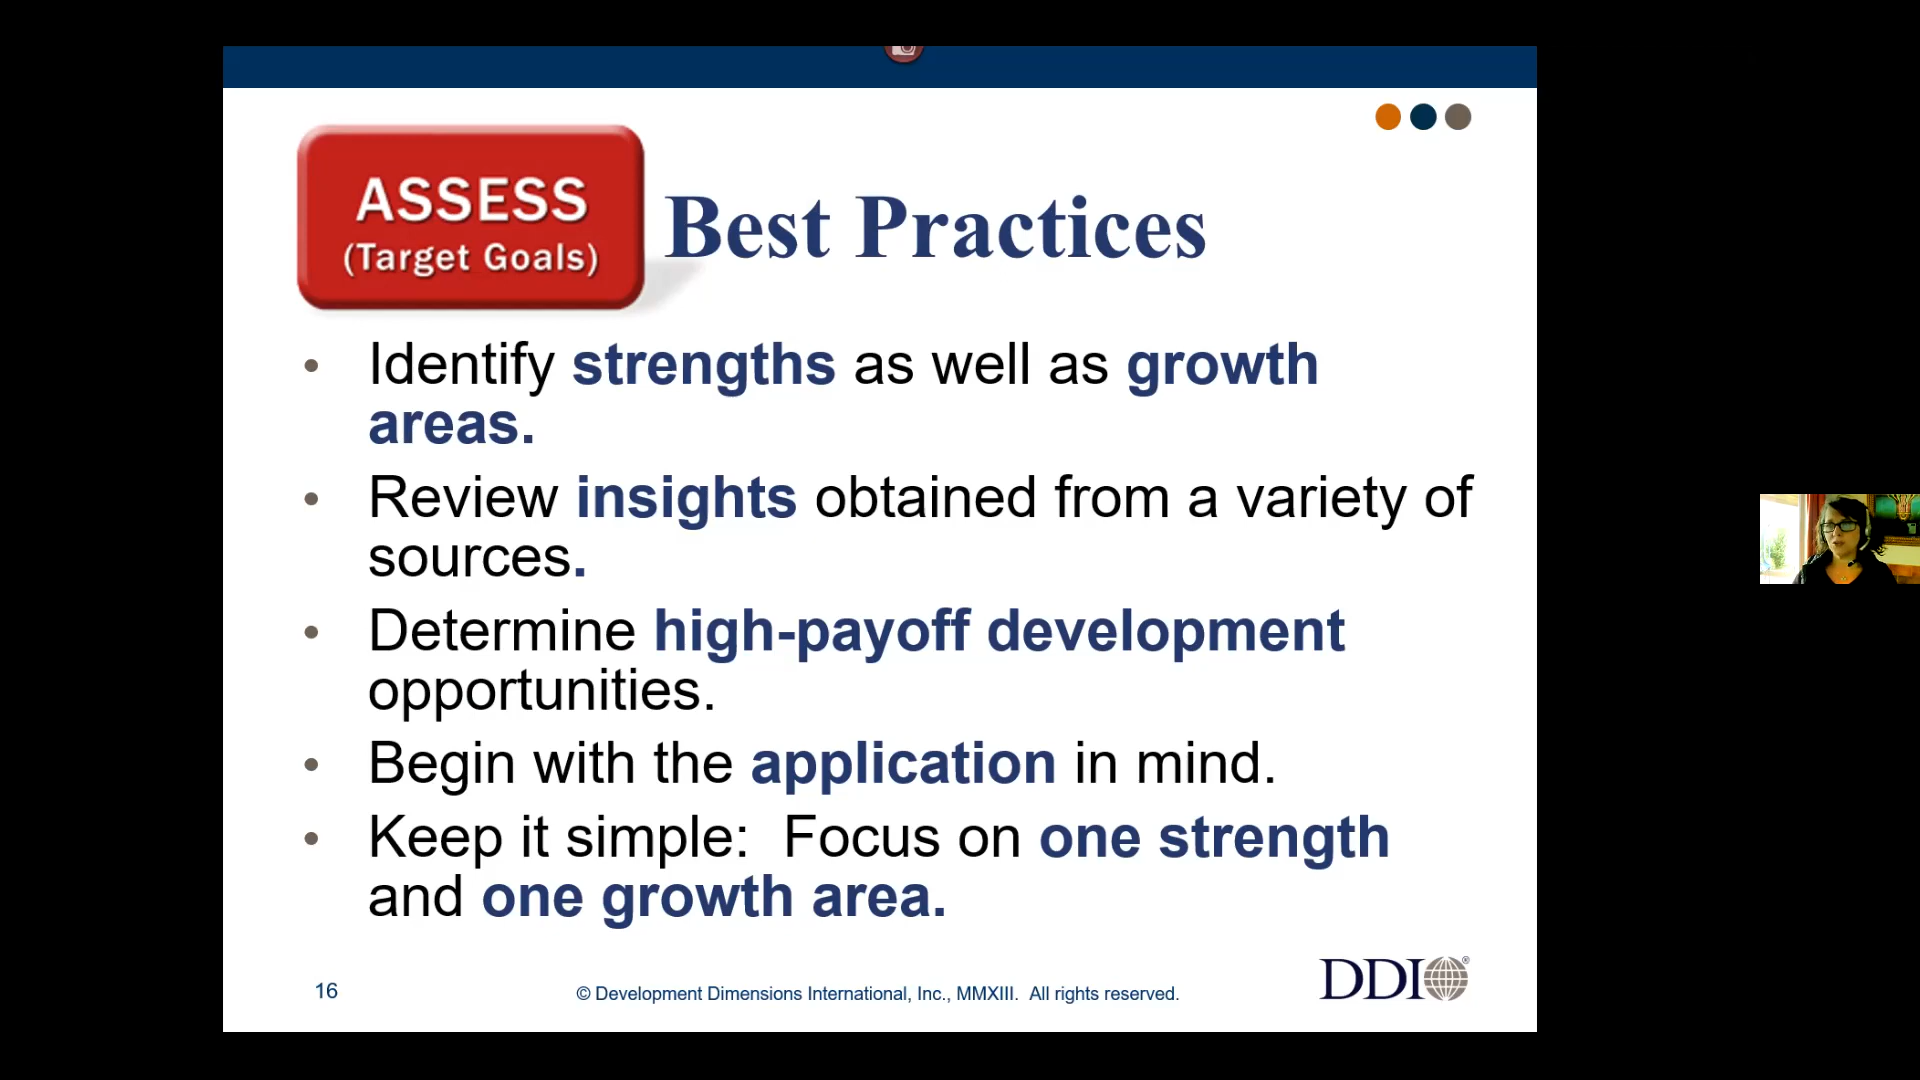 ASSESS
(Target Goals)
Best Practices
• Identify strengths as well as growth
areas.
• Review insights obtained from a variety of
sources.
• Determine high-payoff development
opportunities.
• Begin with the application in mind.
• Keep it simple:  Focus on one strength
and one growth area.
16
© Development Dimensions International, Inc., MMXIII.  All rights reserved.
DDI®